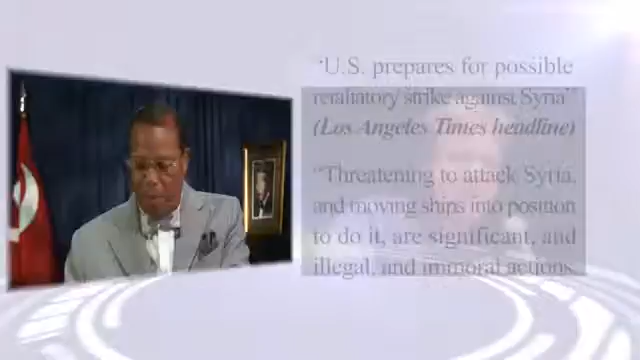 "U.S. prepares for possible
retaliatory strike against Syria"
(Los Angeles Times headline)
"Threatening to attack Syria,
and moving ships into position
to do it, are significant, and
illegal, and immoral actions.